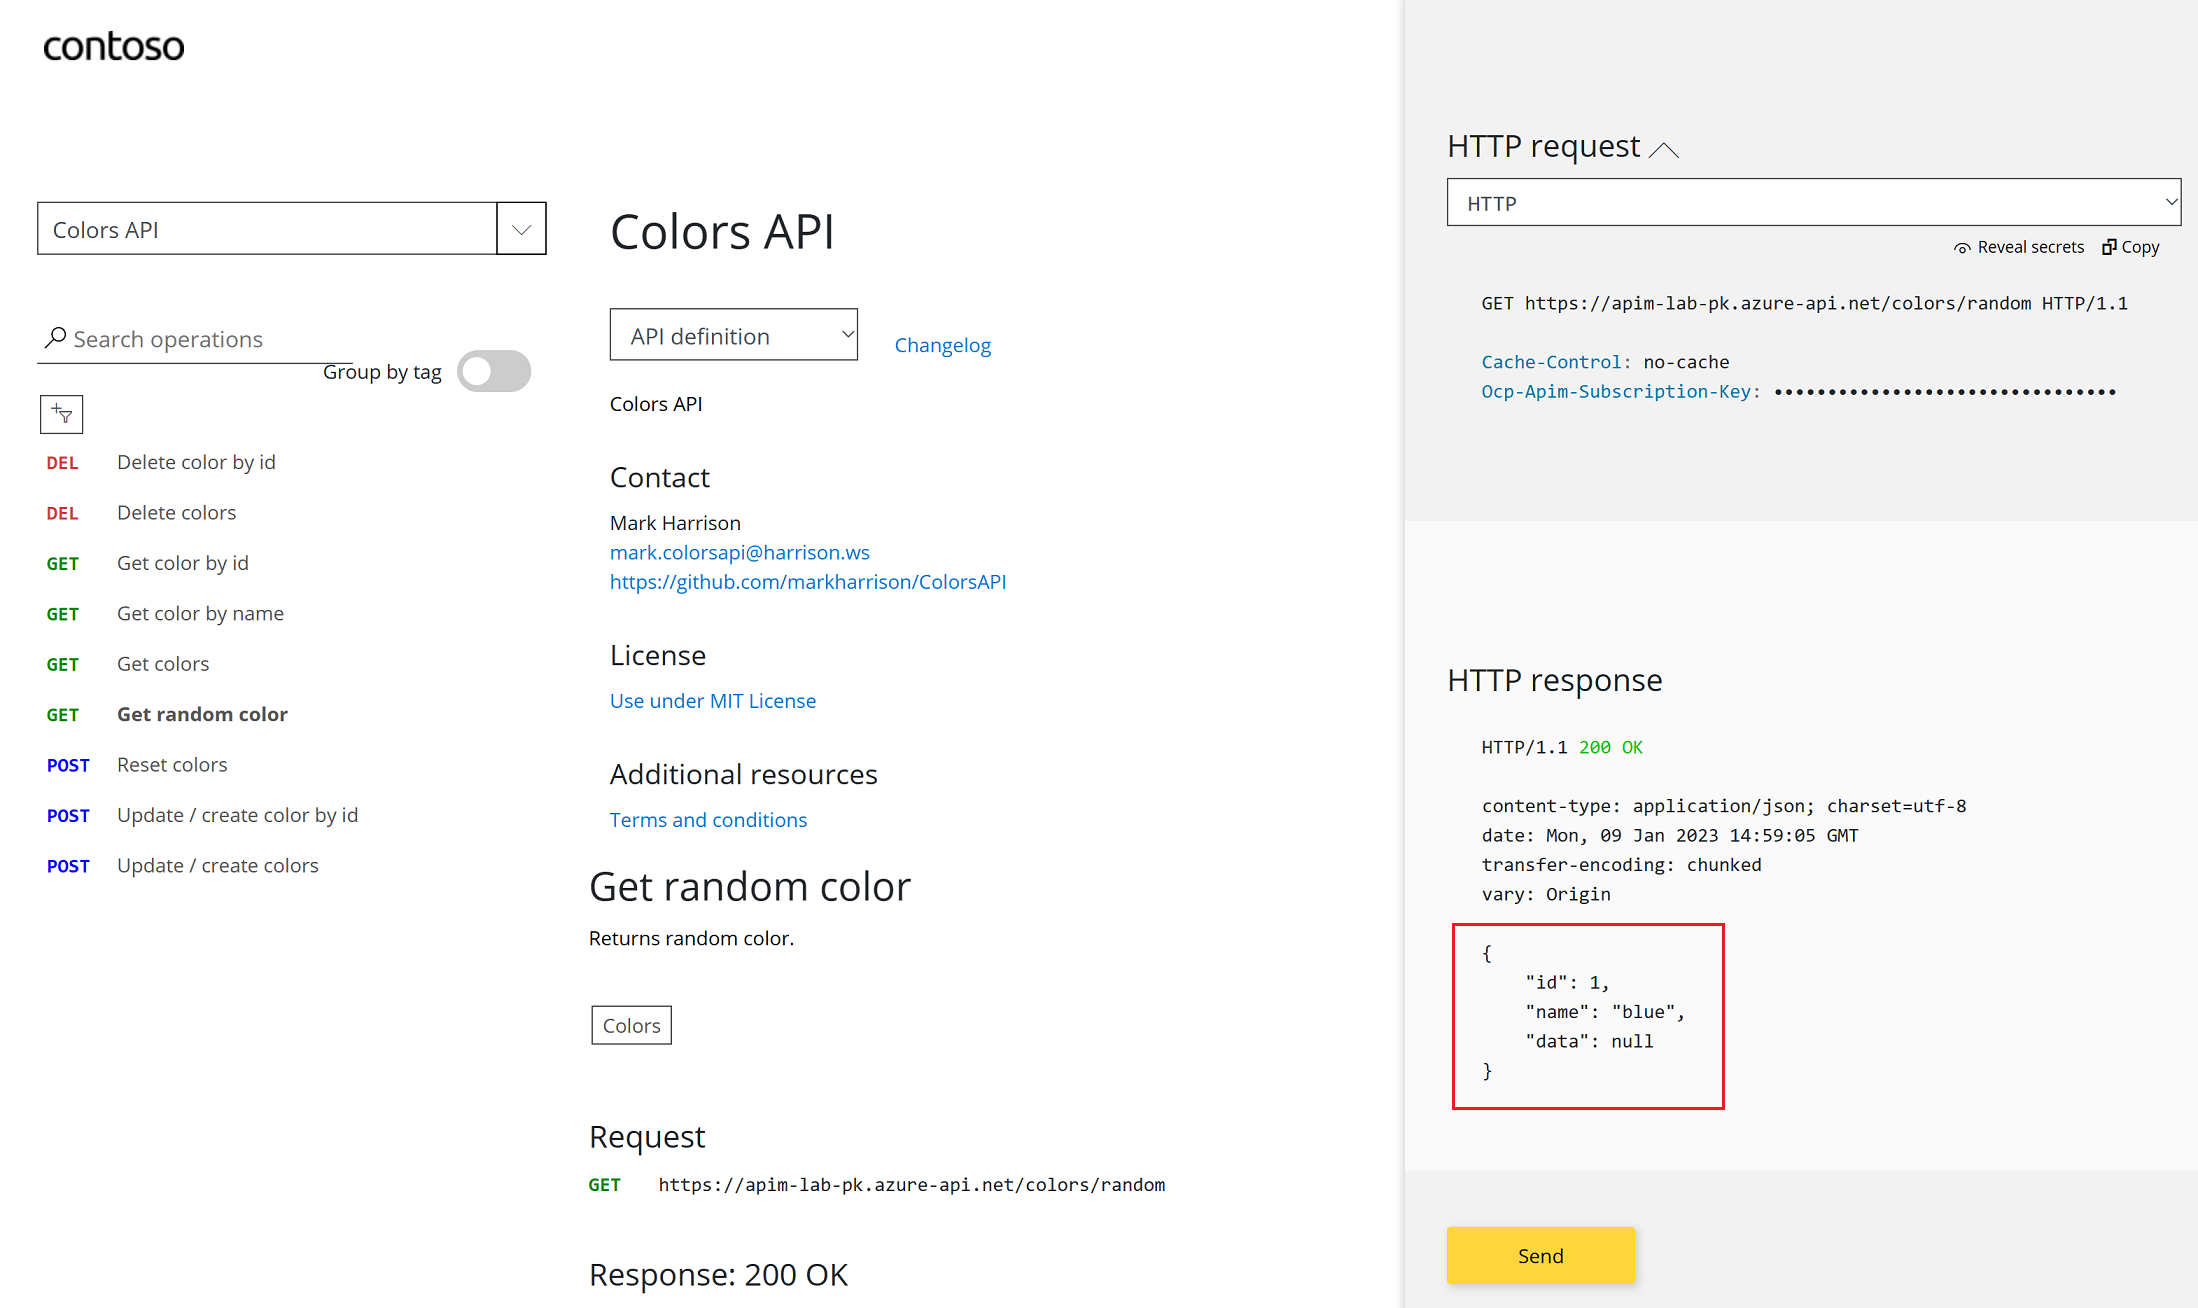 contoso
Colors API
Search operations
Group by tag
DEL Delete color by id
DEL Delete colors
GET Get color by id
GET Get color by name
GET Get colors
GET Get random color
POST Reset colors
POST Update / create color by id
POST Update / create colors
Colors API
API definition
Changelog
Colors API
Contact
Mark Harrison
mark.colorsapi@harrison.ws
https://github.com/markharrison/ColorsAPI
License
Use under MIT License
Additional resources
Terms and conditions
Get random color
Returns random color.
Colors
Request
GET https://apim-lab-pk.azure-api.net/colors/random
Response: 200 OK
HTTP request
HTTP
Reveal secrets Copy
GET https://apim-lab-pk.azure-api.net/colors/random HTTP/1.1
Cache-Control: no-cache
Ocp-Apim-Subscription-Key: ••••••••••••••••••••••••••••••••
HTTP response
HTTP/1.1 200 OK
content-type: application/json; charset=utf-8
date: Mon, 09 Jan 2023 14:59:05 GMT
transfer-encoding: chunked
vary: Origin
{
"id": 1,
"name": "blue",
"data": null
}
Send